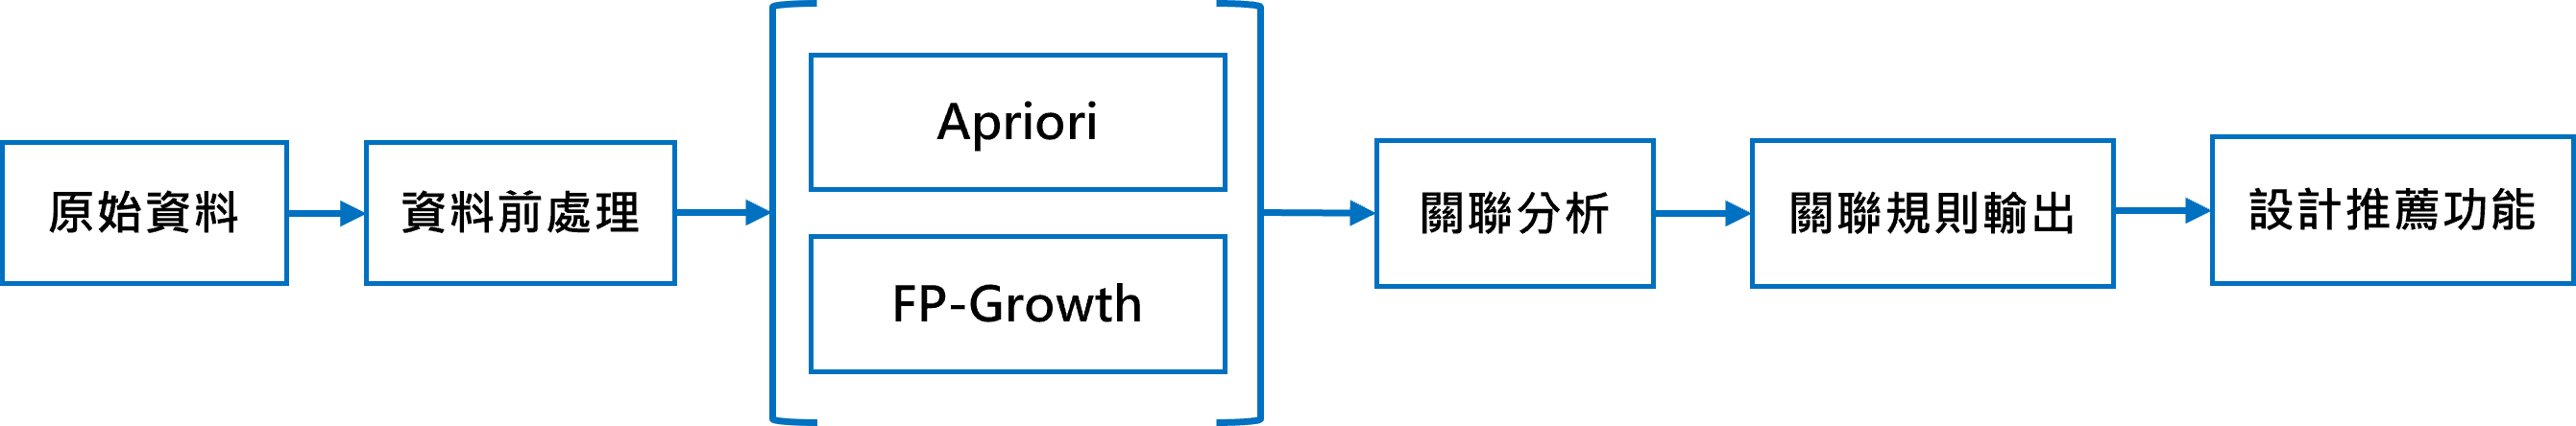 原始資料
資料前處理
Apriori
FP-Growth
關聯分析
關聯規則輸出
設計推薦功能